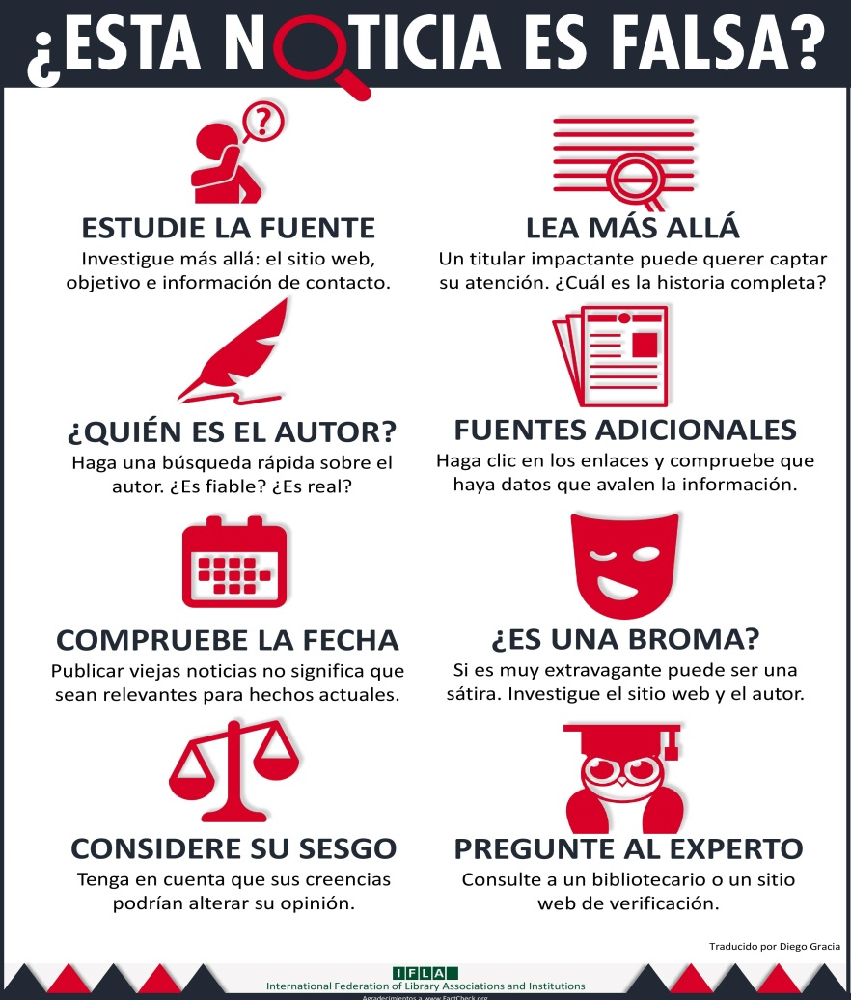 ¿ESTA NOTICIA ES FALSA?
?
ESTUDIE LA FUENTE
Investigue más allá: el sitio web,
objetivo e información de contacto.
LEA MÁS ALLÁ
Un titular impactante puede querer captar
su atención. ¿Cuál es la historia completa?
¿QUIÉN ES EL AUTOR?
Haga una búsqueda rápida sobre el
autor. ¿Es fiable? ¿Es real?
FUENTES ADICIONALES
Haga clic en los enlaces y compruebe que
haya datos que avalen la información.
COMPRUEBE LA FECHA
Publicar viejas noticias no significa que
sean relevantes para hechos actuales.
¿ES UNA BROMA?
Si es muy extravagante puede ser una
sátira. Investigue el sitio web y el autor.
CONSIDERE SU SESGO
Tenga en cuenta que sus creencias
podrían alterar su opinión.
PREGUNTE AL EXPERTO
Consulte a un bibliotecario o un sitio
web de verificación.
Traducido por Diego Gracia
IFLA
International Federation of Library Associations and Institutions
Agradecimientos a www.FactCheck.org